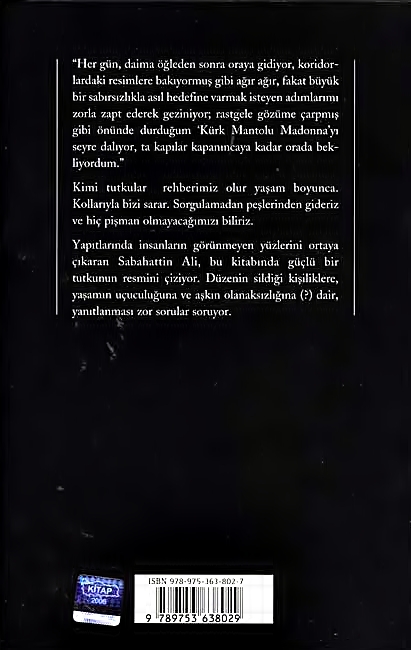 “Her gün, daima öğleden sonra oraya gidiyor, koridor-
lardaki resimlere bakıyormuş gibi ağır ağır, fakat büyük
bir sabırsızlıkla asıl hedefine varmak isteyen adımlarımı
zorla zapt ederek geziniyor; rastgele gözüme çarpmış
gibi önünde durduğum ‘Kürk Mantolu Madonna’yı
seyre dalıyor, ta kapılar kapanıncaya kadar orada bek-
liyordum.”
Kimi tutkular rehberimiz olur yaşam boyunca.
Kollarıyla bizi sarar. Sorgulamadan peşlerinden gideriz
ve hiç pişman olmayacağımızı biliriz.
Yapıtlarında insanların görünmeyen yüzlerini ortaya
çıkaran Sabahattin Ali, bu kitabında güçlü bir
tutkunun resmini çiziyor. Düzenin sildiği kişiliklere,
yaşamın uçuculuğuna ve aşkın olanaksızlığına (?) dair,
yanıtlanması zor sorular soruyor.
ISBN 978-975-363-802-7
KİTAP
2006
9 789753 638029